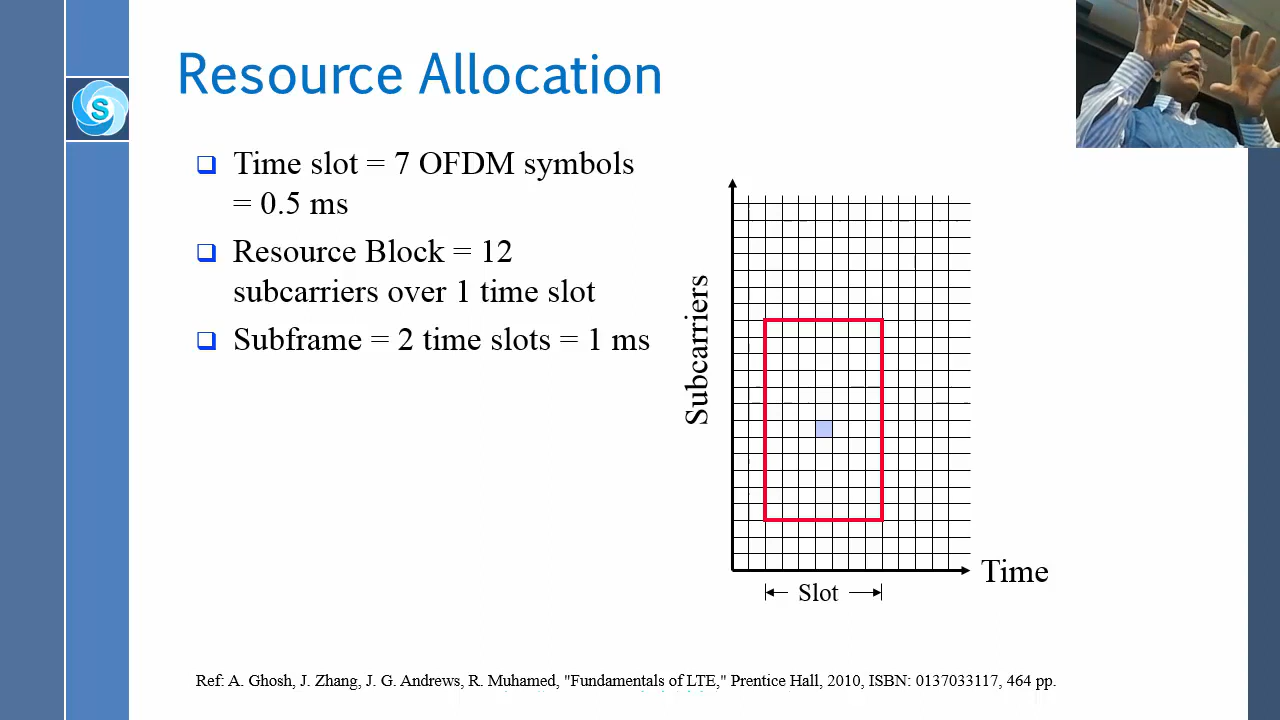 Resource Allocation
S
❑ Time slot = 7 OFDM symbols
= 0.5 ms
❑ Resource Block = 12
subcarriers over 1 time slot
❑ Subframe = 2 time slots = 1 ms
Subcarriers
Time
Slot
Ref: A. Ghosh, J. Zhang, J. G. Andrews, R. Muhamed, "Fundamentals of LTE," Prentice Hall, 2010, ISBN: 0137033117, 464 pp.